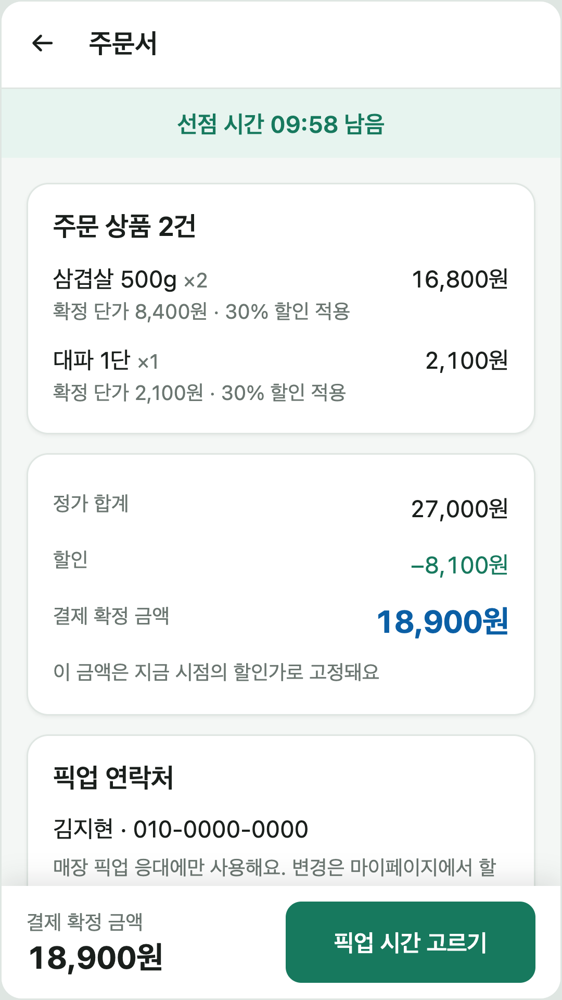 주문서
선점 시간 09:58 남음
주문 상품 2건
삼겹살 500g ×2 16,800원
확정 단가 8,400원 · 30% 할인 적용
대파 1단 ×1 2,100원
확정 단가 2,100원 · 30% 할인 적용
정가 합계 27,000원
할인 –8,100원
결제 확정 금액 18,900원
이 금액은 지금 시점의 할인가로 고정돼요
픽업 연락처
김지현 · 010-0000-0000
매장 픽업 응대에만 사용해요. 변경은 마이페이지에서 할
결제 확정 금액
18,900원
픽업 시간 고르기